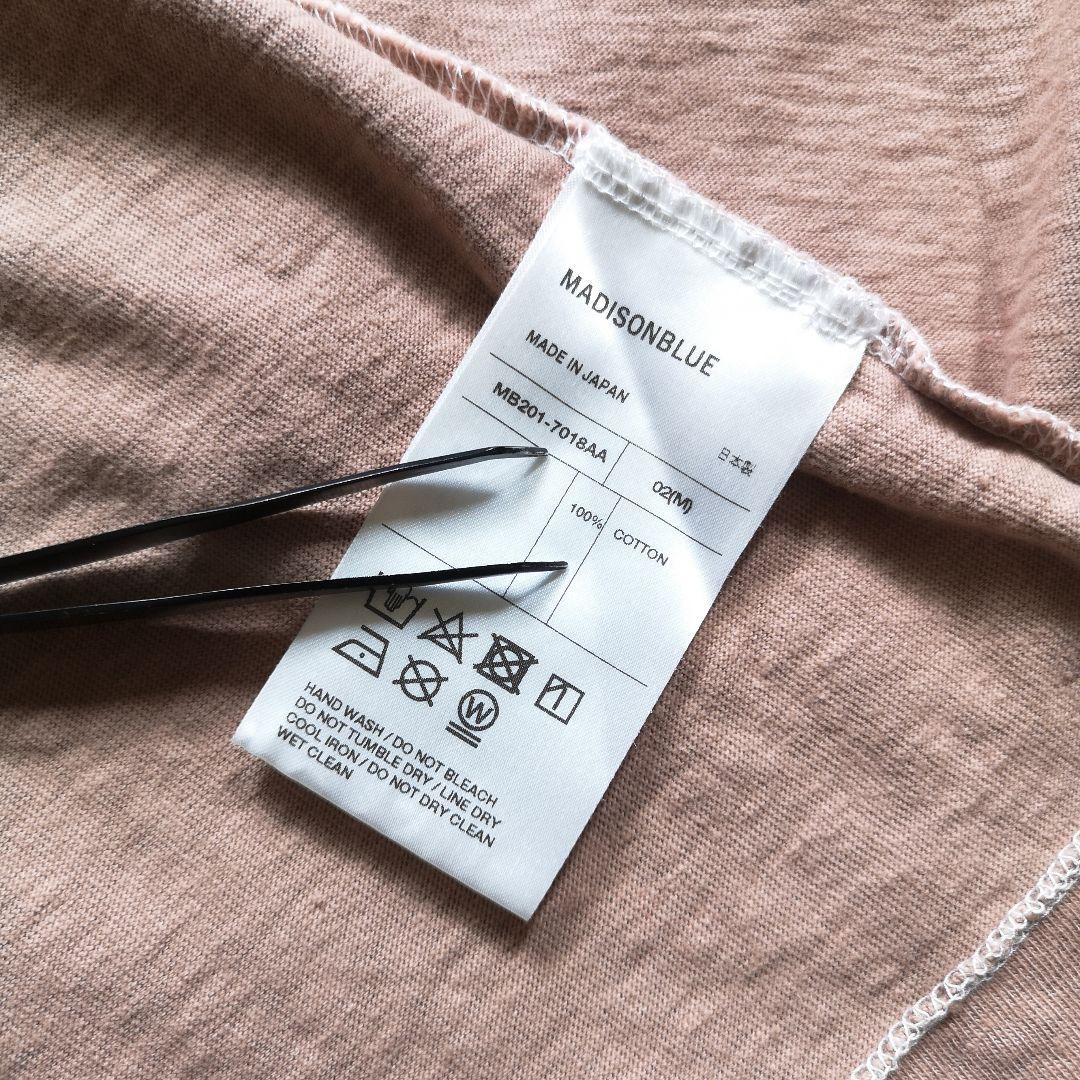 MADISONBLUE
MADE IN JAPAN
日本製
MB201-7018AA
02(M)
100%
COTTON
W
HAND WASH / DO NOT BLEACH
DO NOT TUMBLE DRY / LINE DRY
COOL IRON / DO NOT DRY CLEAN
WET CLEAN